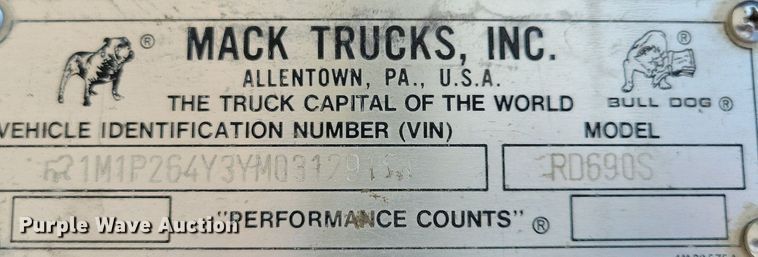 MACK TRUCKS, INC.
ALLENTOWN, PA., U.S.A.
THE TRUCK CAPITAL OF THE WORLD
BULL DOG ®
VEHICLE IDENTIFICATION NUMBER (VIN)
MODEL
RD690S
"PERFORMANCE COUNTS" ®
Purple Wave Auction